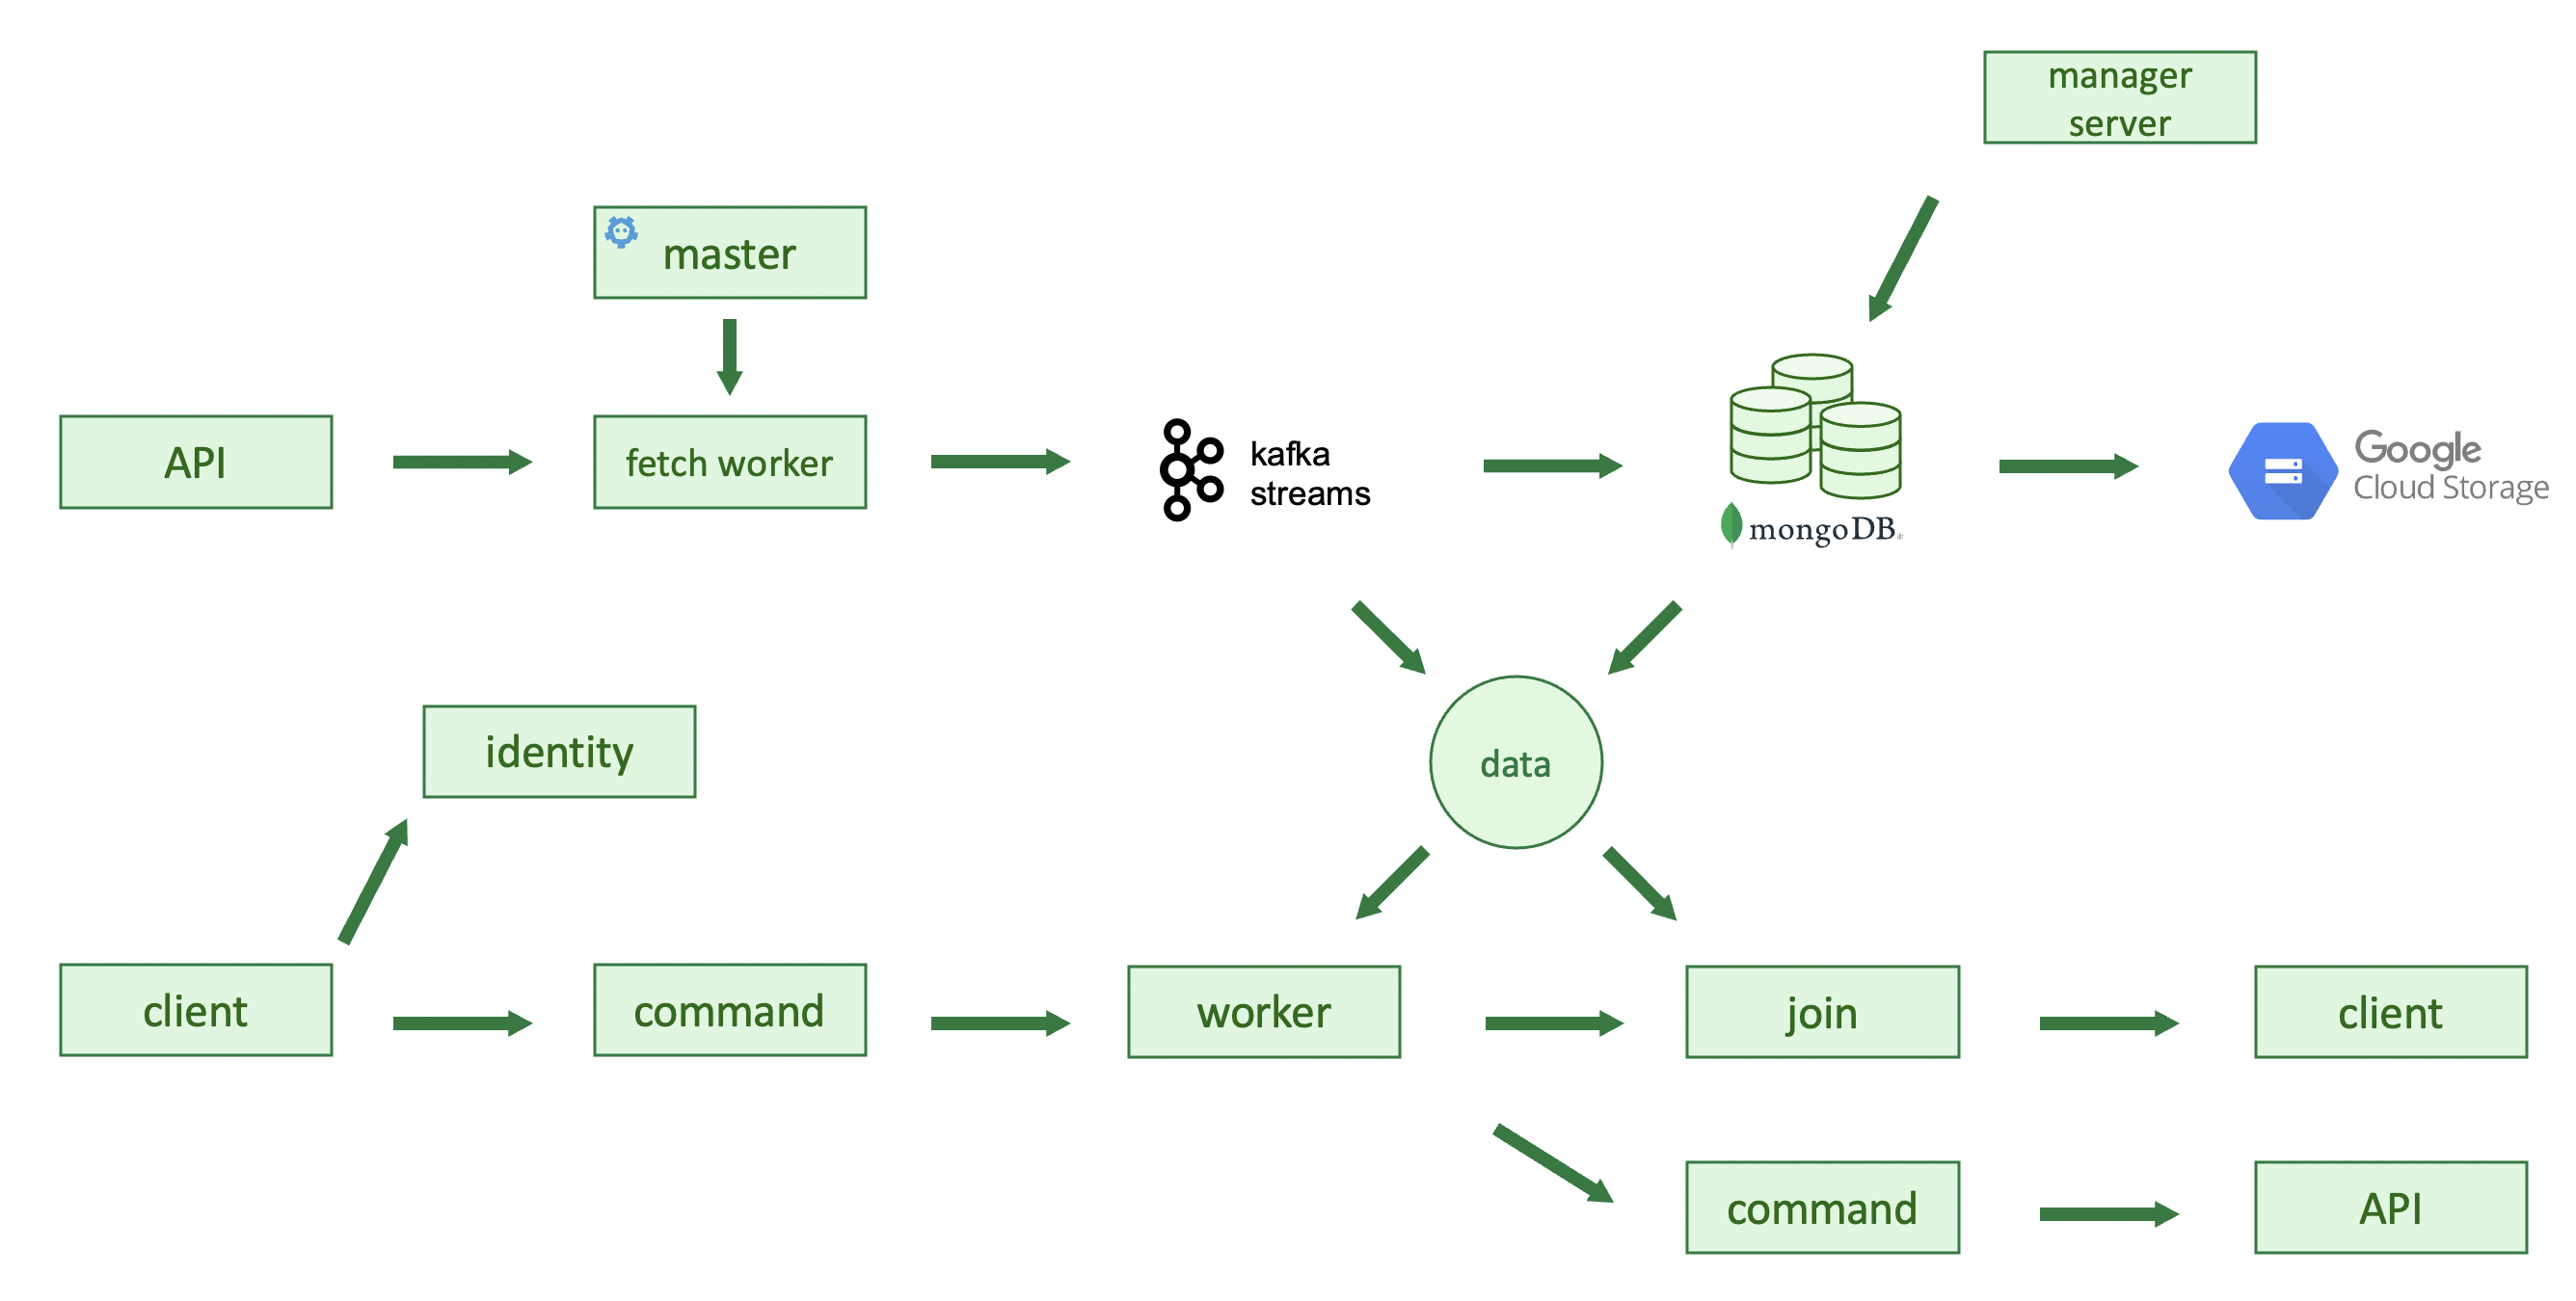 manager
server
master
API
fetch worker
kafka
streams
mongoDB
Google
Cloud Storage
identity
data
client
command
worker
join
client
command
API